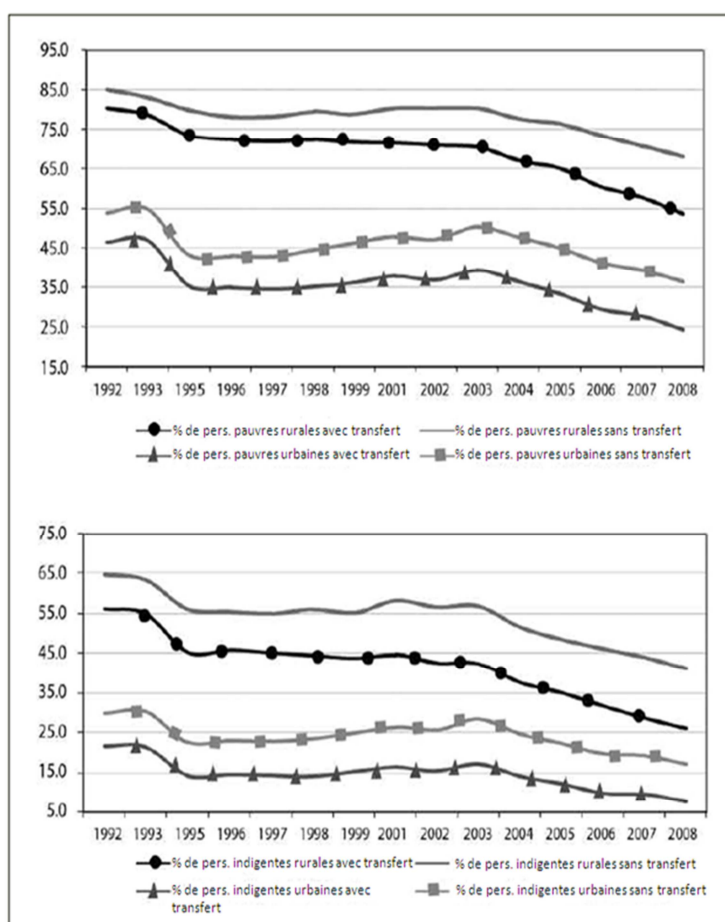 95.0
85.0
75.0
65.0
55.0
45.0
35.0
25.0
15.0
1992 1993 1995 1996 1997 1998 1999 2001 2002 2003 2004 2005 2006 2007 2008
% de pers. pauvres rurales avec transfert % de pers. pauvres rurales sans transfert
% de pers. pauvres urbaines avec transfert % de pers. pauvres urbaines sans transfert
75.0
65.0
55.0
45.0
35.0
25.0
15.0
5.0
1992 1993 1995 1996 1997 1998 1999 2001 2002 2003 2004 2005 2006 2007 2008
% de pers. indigentes rurales avec transfert % de pers. indigentes rurales sans transfert
% de pers. indigentes urbaines avec % de pers. indigentes urbaines sans transfert
transfert